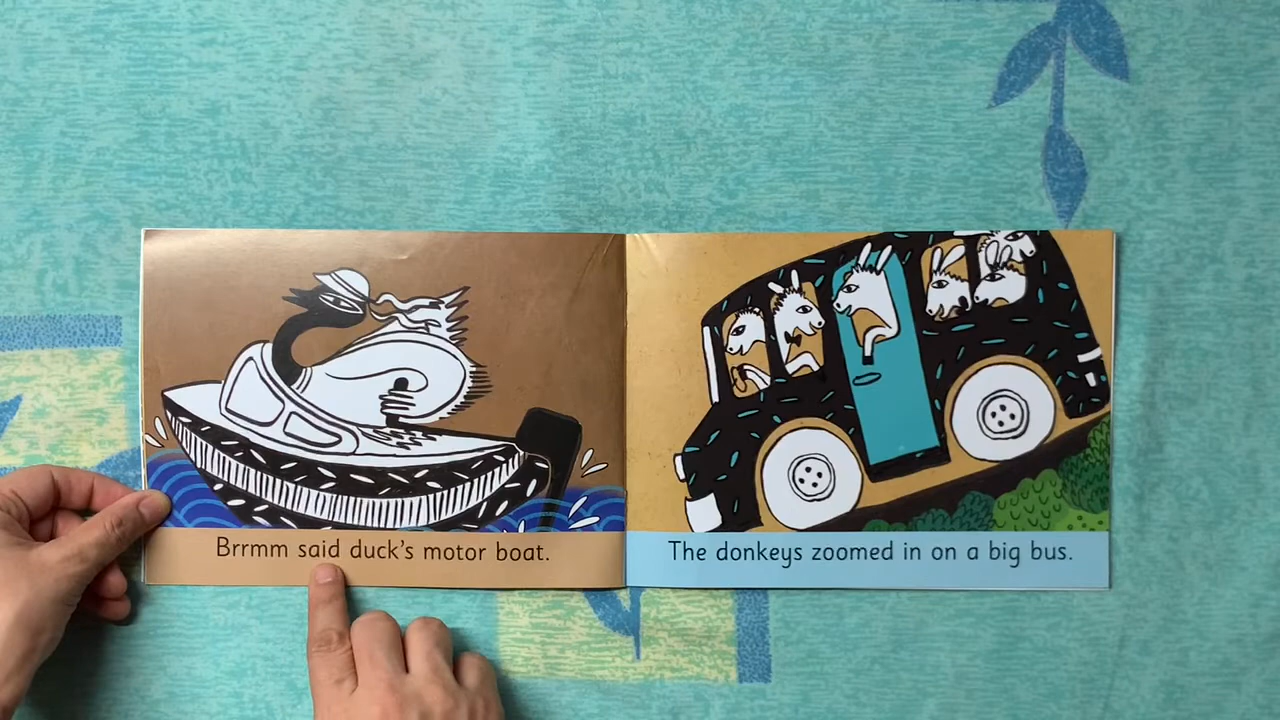 Brrmm said duck's motor boat.
The donkeys zoomed in on a big bus.